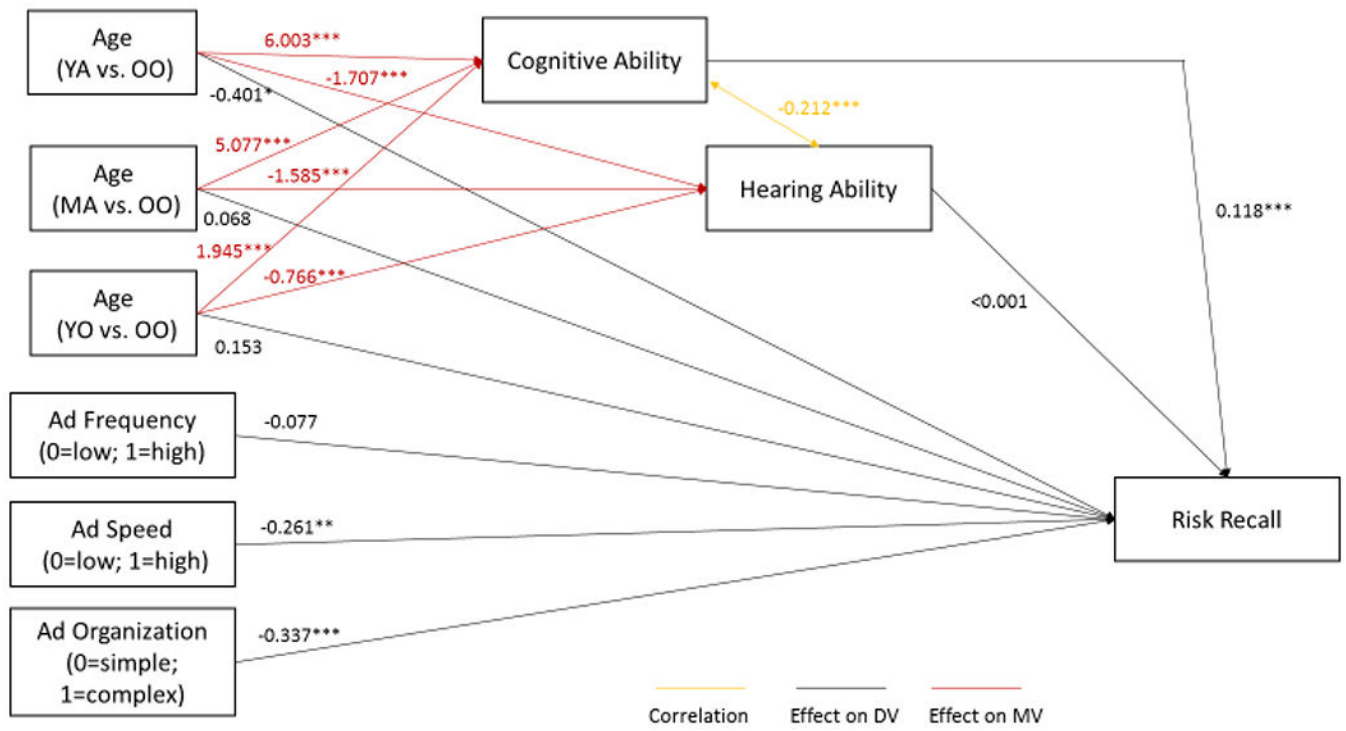 Age
(YA vs. OO)
6.003***
-1.707***
-0.401*
Cognitive Ability
-0.212***
Age
(MA vs. OO)
5.077***
-1.585***
0.068
Hearing Ability
0.118***
Age
(YO vs. OO)
1.945***
-0.766***
0.153
<0.001
Ad Frequency
(0=low; 1=high)
-0.077
Ad Speed
(0=low; 1=high)
-0.261**
Risk Recall
Ad Organization
(0=simple;
1=complex)
-0.337***
Correlation
Effect on DV
Effect on MV